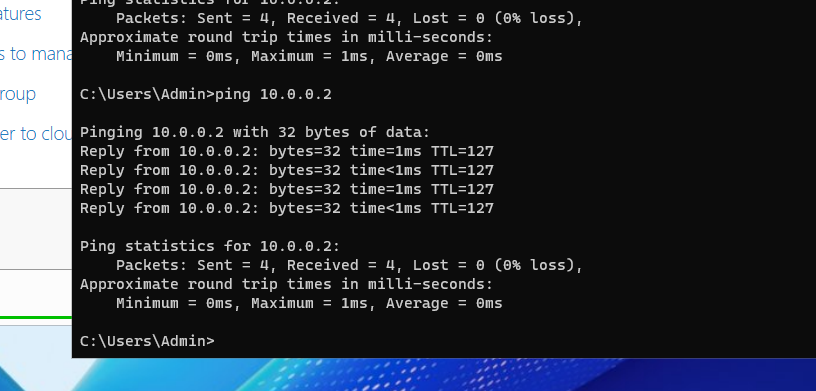 Ping statistics for 10.0.0.2:
Packets: Sent = 4, Received = 4, Lost = 0 (0% loss),
Approximate round trip times in milli-seconds:
Minimum = 0ms, Maximum = 1ms, Average = 0ms
C:\Users\Admin>ping 10.0.0.2
Pinging 10.0.0.2 with 32 bytes of data:
Reply from 10.0.0.2: bytes=32 time=1ms TTL=127
Reply from 10.0.0.2: bytes=32 time<1ms TTL=127
Reply from 10.0.0.2: bytes=32 time=1ms TTL=127
Reply from 10.0.0.2: bytes=32 time<1ms TTL=127
Ping statistics for 10.0.0.2:
Packets: Sent = 4, Received = 4, Lost = 0 (0% loss),
Approximate round trip times in milli-seconds:
Minimum = 0ms, Maximum = 1ms, Average = 0ms
C:\Users\Admin>
atures
s to mana
roup
er to clou